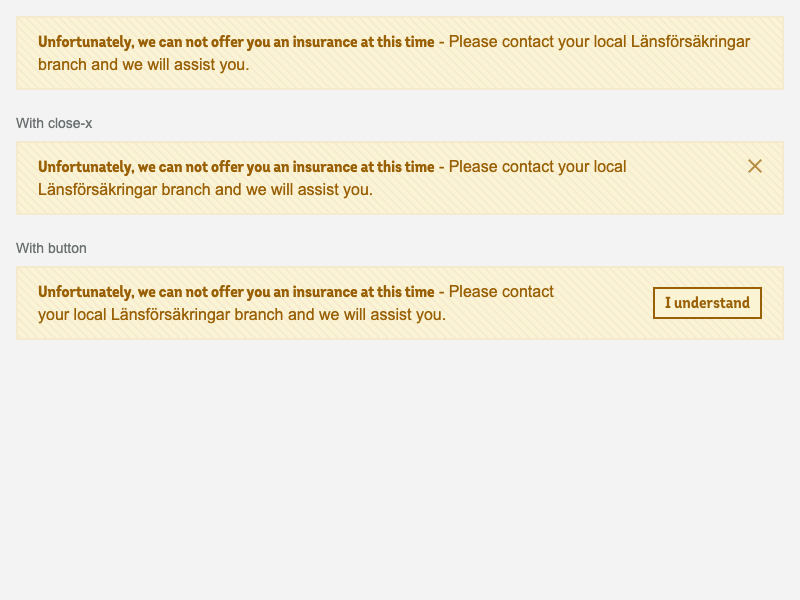 Unfortunately, we can not offer you an insurance at this time - Please contact your local Länsförsäkringar
branch and we will assist you.
With close-x
Unfortunately, we can not offer you an insurance at this time - Please contact your local
Länsförsäkringar branch and we will assist you.
With button
Unfortunately, we can not offer you an insurance at this time - Please contact
your local Länsförsäkringar branch and we will assist you.
I understand